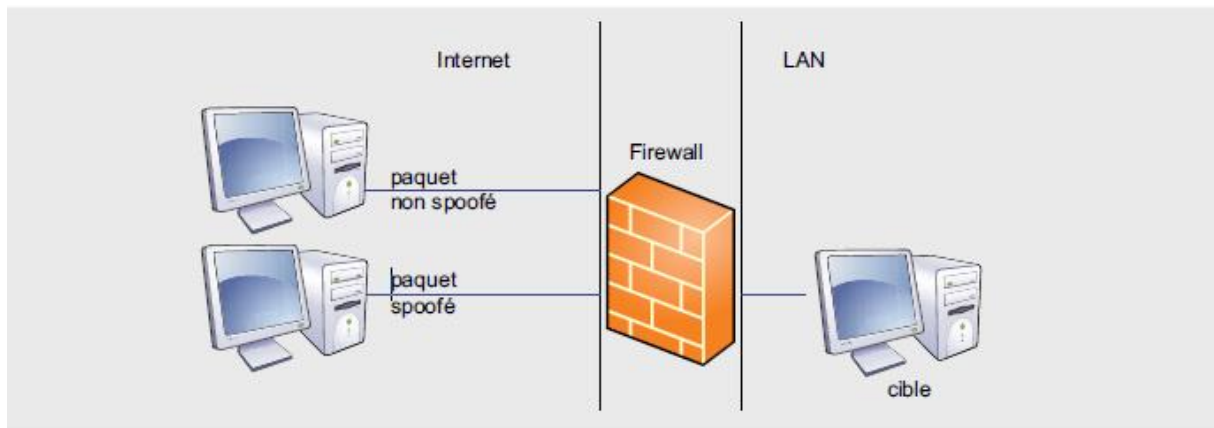 Internet
LAN
Firewall
paquet
non spoofé
paquet
spoofé
cible